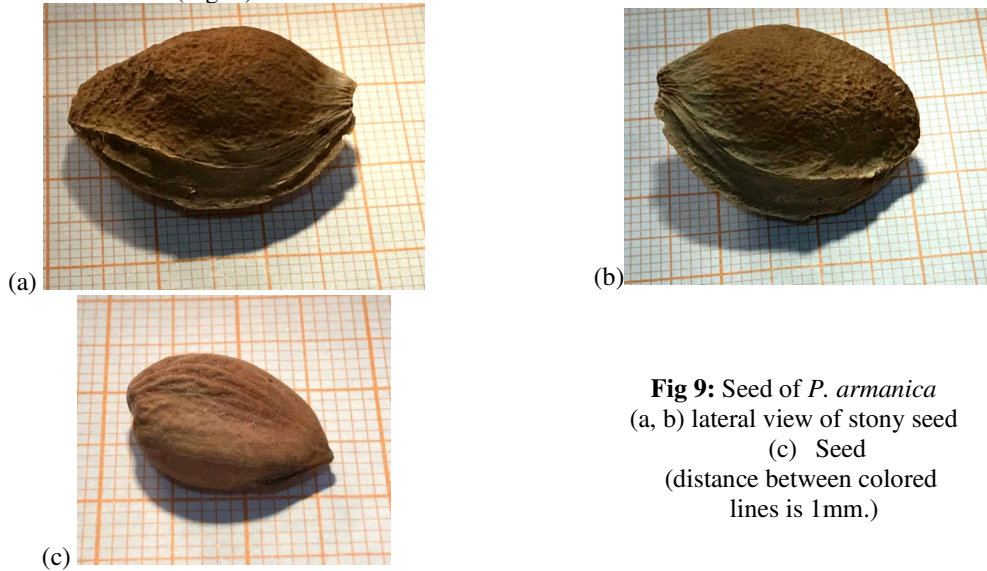 (a)
(b)
(c)
Fig 9: Seed of P. armanica
(a, b) lateral view of stony seed
(c) Seed
(distance between colored
lines is 1mm.)